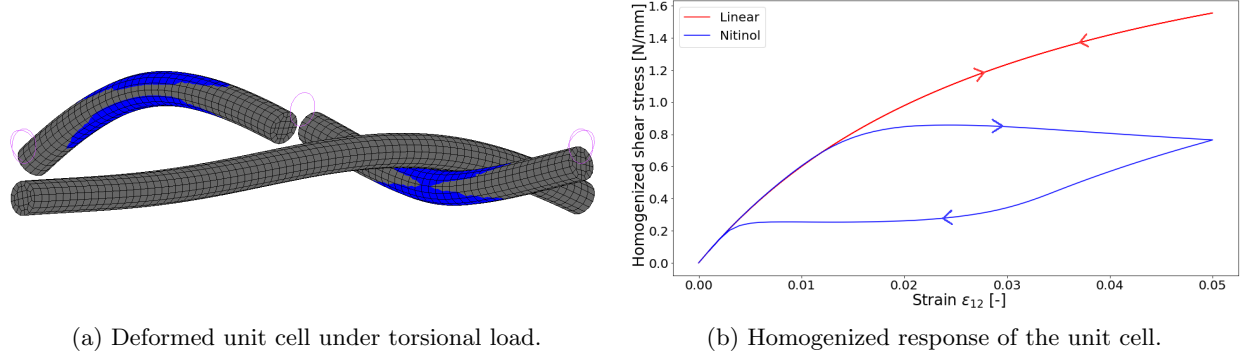 Linear
Nitinol
Homogenized shear stress [N/mm]
1.6
1.4
1.2
1.0
0.8
0.6
0.4
0.2
0.0
0.00 0.01 0.02 0.03 0.04 0.05
Strain ε12 [-]
(a) Deformed unit cell under torsional load.
(b) Homogenized response of the unit cell.